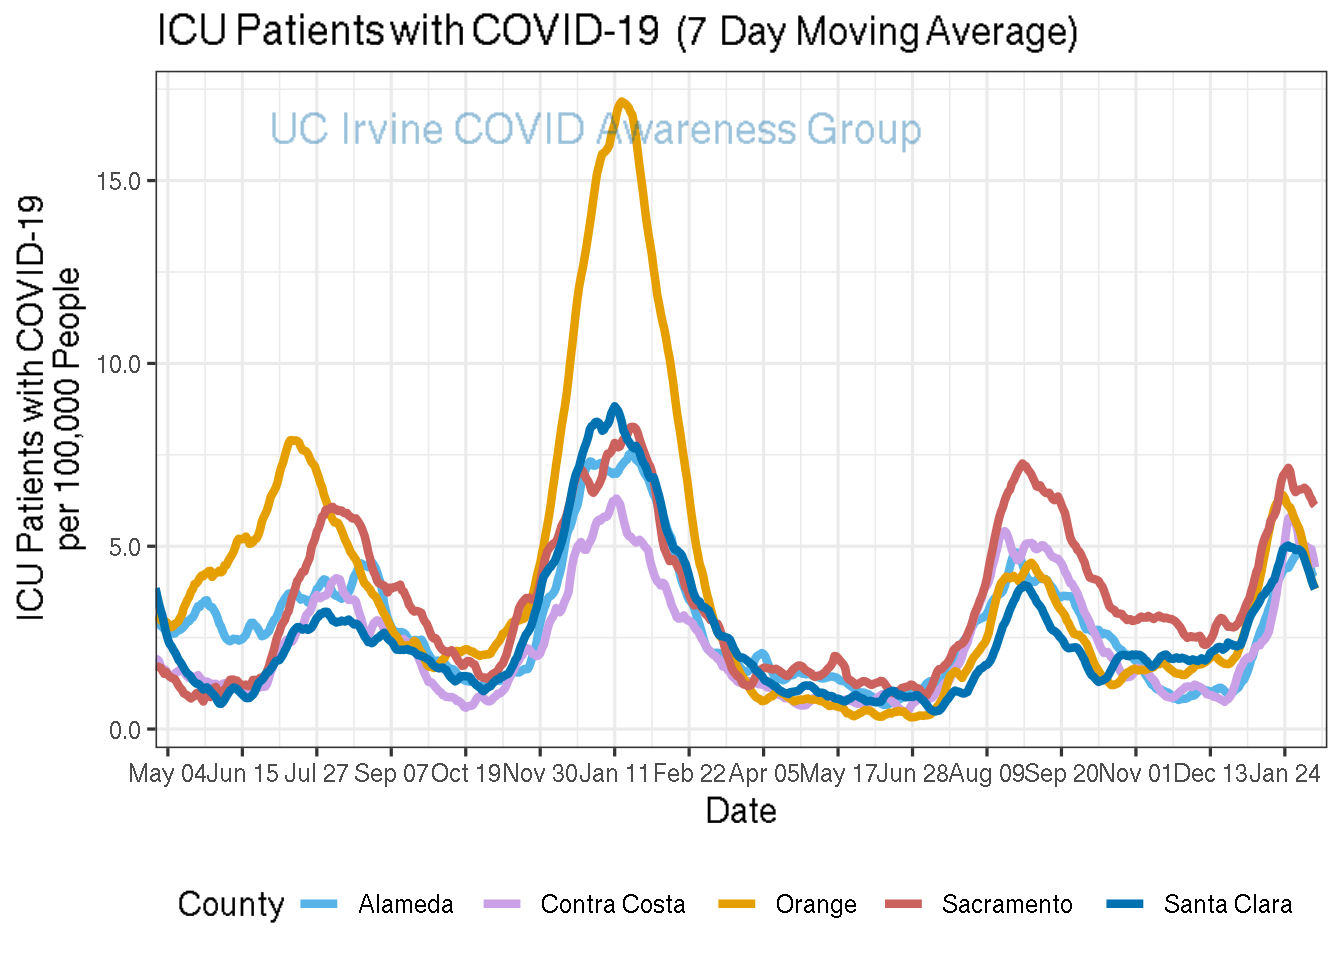 ICU Patients with COVID-19 (7 Day Moving Average)
UC Irvine COVID Awareness Group
ICU Patients with COVID-19
per 100,000 People
15.0
10.0
5.0
0.0
May 04 Jun 15 Jul 27 Sep 07 Oct 19 Nov 30 Jan 11 Feb 22 Apr 05 May 17 Jun 28 Aug 09 Sep 20 Nov 01 Dec 13 Jan 24
Date
County Alameda Contra Costa Orange Sacramento Santa Clara